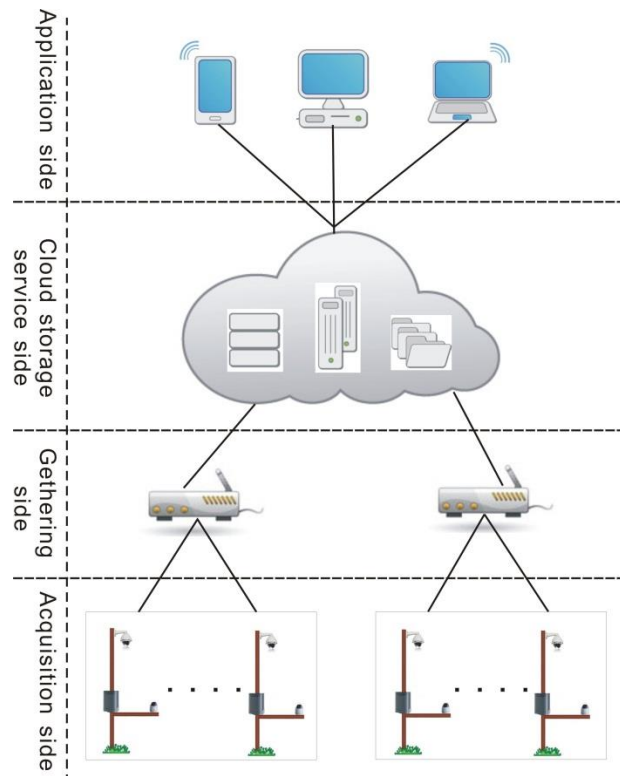 Application side
Cloud storage
service side
Gethering
side
Acquisition side